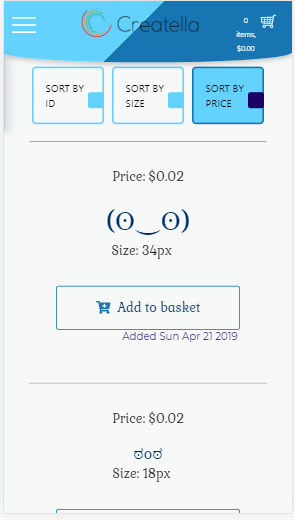 Creatella
0
items,
$0.00
SORT BY
ID
SORT BY
SIZE
SORT BY
PRICE
Price: $0.02
(ʘ‿ʘ)
Size: 34px
Add to basket
Added Sun Apr 21 2019
Price: $0.02
ಠoಠ
Size: 18px